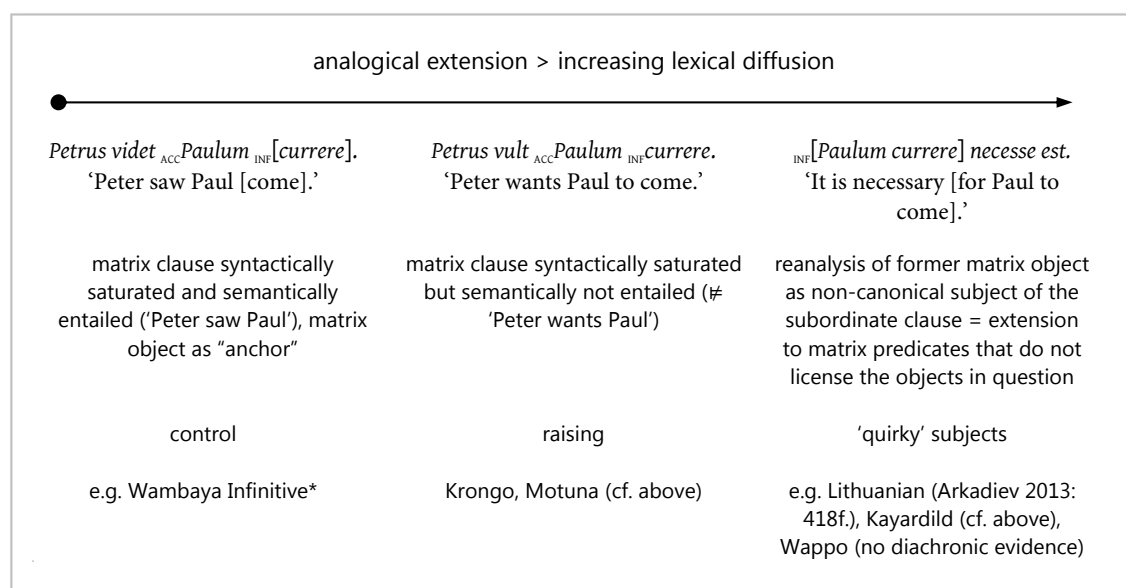 analogical extension > increasing lexical diffusion
Petrus videt ACCPaulum INF[currere].
‘Peter saw Paul [come].’
matrix clause syntactically
saturated and semantically
entailed (‘Peter saw Paul’), matrix
object as “anchor”
control
e.g. Wambaya Infinitive*
Petrus vult ACCPaulum INFcurrere.
‘Peter wants Paul to come.’
matrix clause syntactically saturated
but semantically not entailed (⊭
‘Peter wants Paul’)
raising
Krongo, Motuna (cf. above)
INF[Paulum currere] necesse est.
‘It is necessary [for Paul to
come].’
reanalysis of former matrix object
as non-canonical subject of the
subordinate clause = extension
to matrix predicates that do not
license the objects in question
‘quirky’ subjects
e.g. Lithuanian (Arkadiev 2013:
418f.), Kayardild (cf. above),
Wappo (no diachronic evidence)